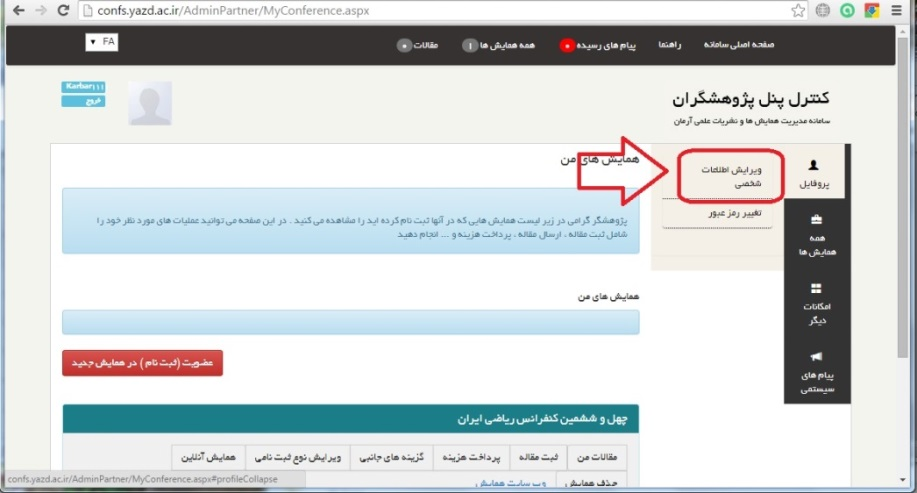 confs.yazd.ac.ir/AdminPartner/MyConference.aspx
صفحه اصلی سامانه راهنما پیام های رسیده ۰ همه همایش ها ۱ مقالات ۰ FA
Karbar111
خروج
کنترل پنل پژوهشگران
سامانه مدیریت همایش ها و نشریات علمی آرمان
پروفایل
همه همایش ها
امکانات دیگر
پیام های سیستمی
ویرایش اطلاعات
شخصی
تغییر رمز عبور
همایش های من
پژوهشگر گرامی در زیر لیست همایش هایی که در آنها ثبت نام کرده اید را مشاهده می کنید . در این صفحه می توانید عملیات های مورد نظر خود را
شامل ثبت مقاله ، ارسال مقاله ، پرداخت هزینه و ... انجام دهید
همایش های من
عضویت (ثبت نام ) در همایش جدید
چهل و ششمین کنفرانس ریاضی ایران
مقالات من ثبت مقاله پرداخت هزینه گزینه های جانبی ویرایش نوع ثبت نامی همایش آنلاین
حذف همایش وب سایت همایش
confs.yazd.ac.ir/AdminPartner/MyConference.aspx#profileCollapse